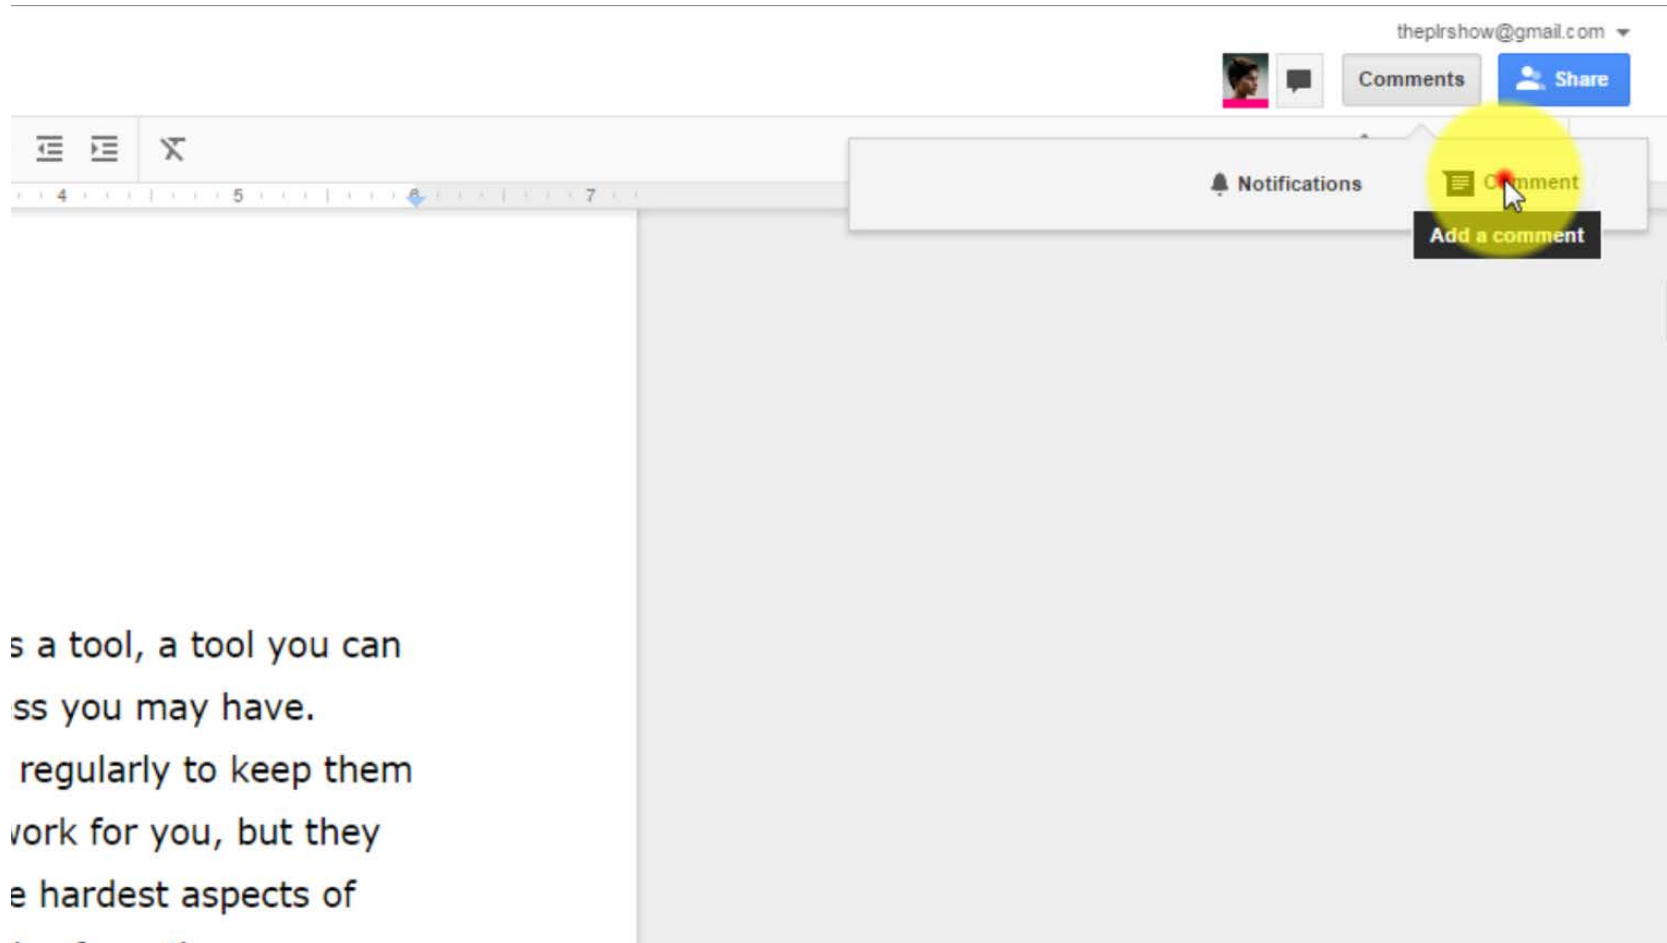 theplrshow@gmail.com
Comments
Share
4 5 6 7
Notifications
Comment
Add a comment
s a tool, a tool you can
ss you may have.
regularly to keep them
work for you, but they
e hardest aspects of